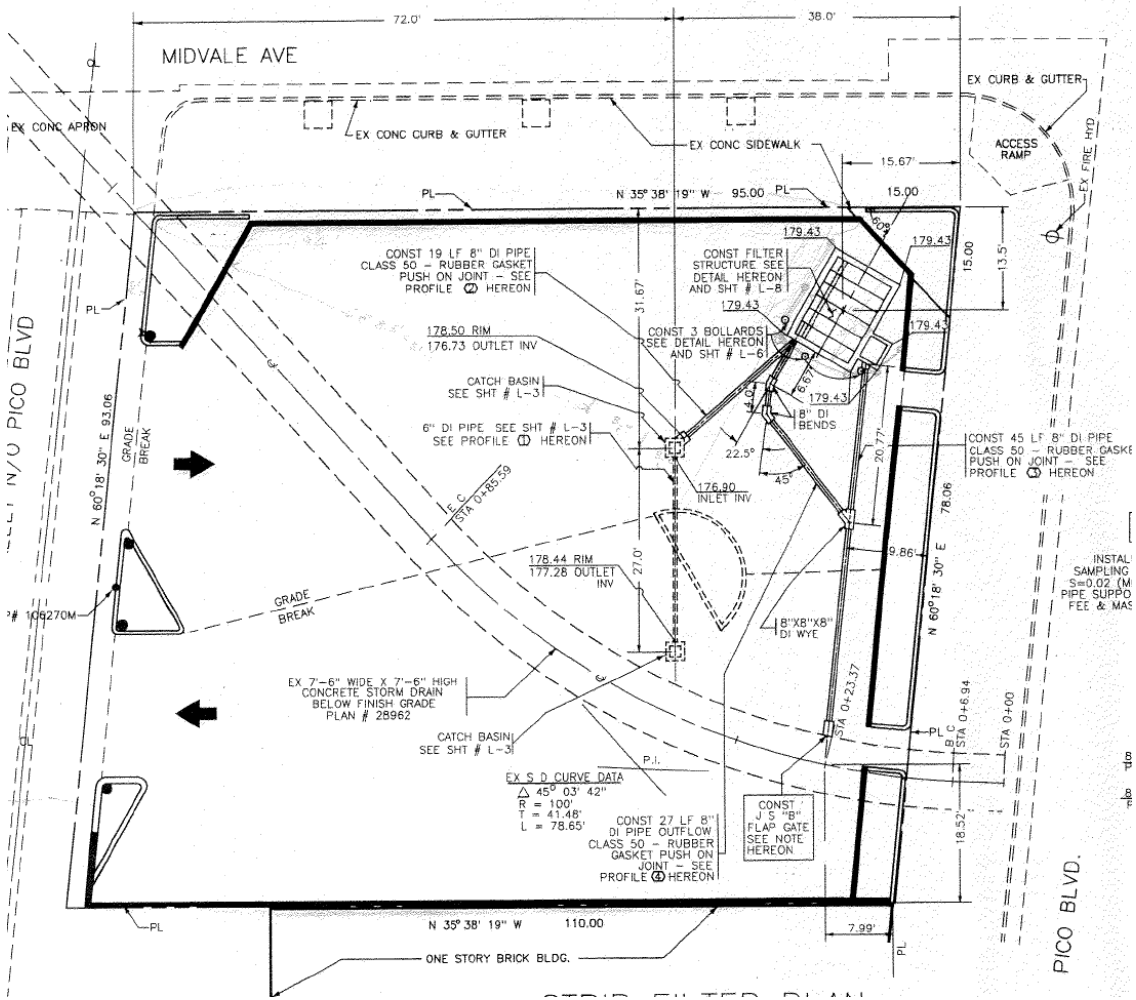 72.0'
38.0'
MIDVALE AVE
EX CURB & GUTTER
EX CONC APRON
EX CONC CURB & GUTTER
EX CONC SIDEWALK
ACCESS
RAMP
EX FIRE HYD
15.67'
PL
N 35° 38' 19" W 95.00
PL
15.00
60°
179.43
179.43
15.00
13.5'
CONST 19 LF 8" DI PIPE
CLASS 50 - RUBBER GASKET
PUSH ON JOINT - SEE
PROFILE 2 HEREON
31.67'
CONST FILTER
STRUCTURE SEE
DETAIL HEREON
AND SHT # L-8
179.43
179.43
PL
178.50 RIM
176.73 OUTLET INV
CONST 3 BOLLARDS
SEE DETAIL HEREON
AND SHT # L-6
6.67'
179.43
CATCH BASIN
SEE SHT # L-3
4.0'
8" DI
BENDS
6" DI PIPE SEE SHT # L-3
SEE PROFILE 1 HEREON
22.5°
45°
20.77'
CONST 45 LF 8" DI PIPE
CLASS 50 - RUBBER GASKE
PUSH ON JOINT - SEE
PROFILE 3 HEREON
N/O PICO BLVD
N 60° 18' 30" E 93.06
GRADE
BREAK
176.90
INLET INV
E C
STA 0+85.59
78.06
N 60° 18' 30" E
9.86'
INSTAL
SAMPLING
S=0.02 (M
PIPE SUPPO
FEE & MAS
178.44 RIM
177.28 OUTLET
INV
27.0'
# 106270M
GRADE
BREAK
8"X8"X8"
DI WYE
EX 7'-6" WIDE X 7'-6" HIGH
CONCRETE STORM DRAIN
BELOW FINISH GRADE
PLAN # 28962
STA 0+23.37
B C
STA 0+6.94
STA 0+00
PL
CATCH BASIN
SEE SHT # L-3
P.I.
EX S D CURVE DATA
△ 45° 03' 42"
R = 100'
T = 41.48'
L = 78.65'
CONST 27 LF 8"
DI PIPE OUTFLOW
CLASS 50 - RUBBER
GASKET PUSH ON
JOINT - SEE
PROFILE 4 HEREON
CONST
J S "B"
FLAP GATE
SEE NOTE
HEREON
18.52'
PL
N 35° 38' 19" W 110.00
7.99'
PL
PICO BLVD.
ONE STORY BRICK BLDG.
STRIP FILTER PLAN